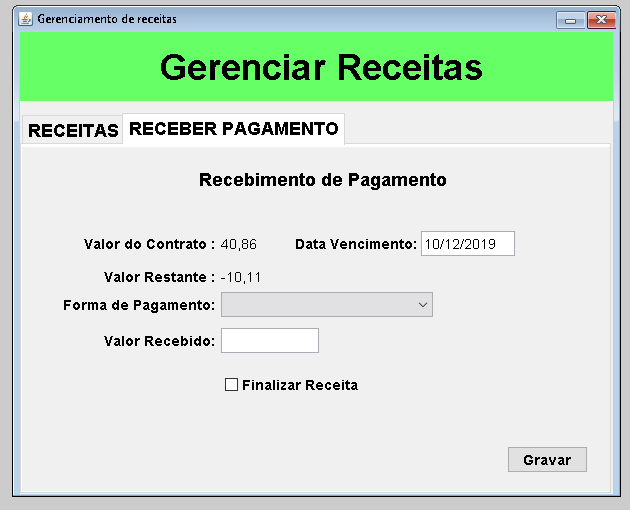 Gerenciamento de receitas
Gerenciar Receitas
RECEITAS RECEBER PAGAMENTO
Recebimento de Pagamento
Valor do Contrato : 40,86 Data Vencimento: 10/12/2019
Valor Restante : -10,11
Forma de Pagamento:
Valor Recebido:
Finalizar Receita
Gravar